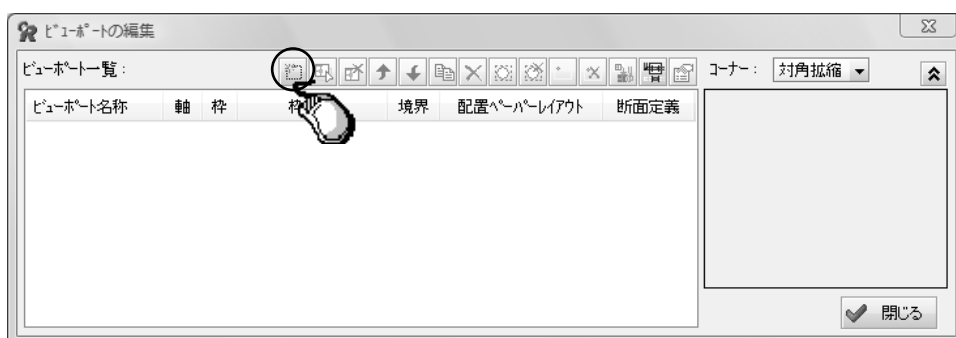 ﾋﾞｭｰﾎﾟｰﾄの編集
ﾋﾞｭｰﾎﾟｰﾄ一覧：
コーナー： 対角拡縮
ﾋﾞｭｰﾎﾟｰﾄ名称 軸 枠 枠 境界 配置ﾍﾟｰﾊﾟｰﾚｲｱｳﾄ 断面定義
閉じる